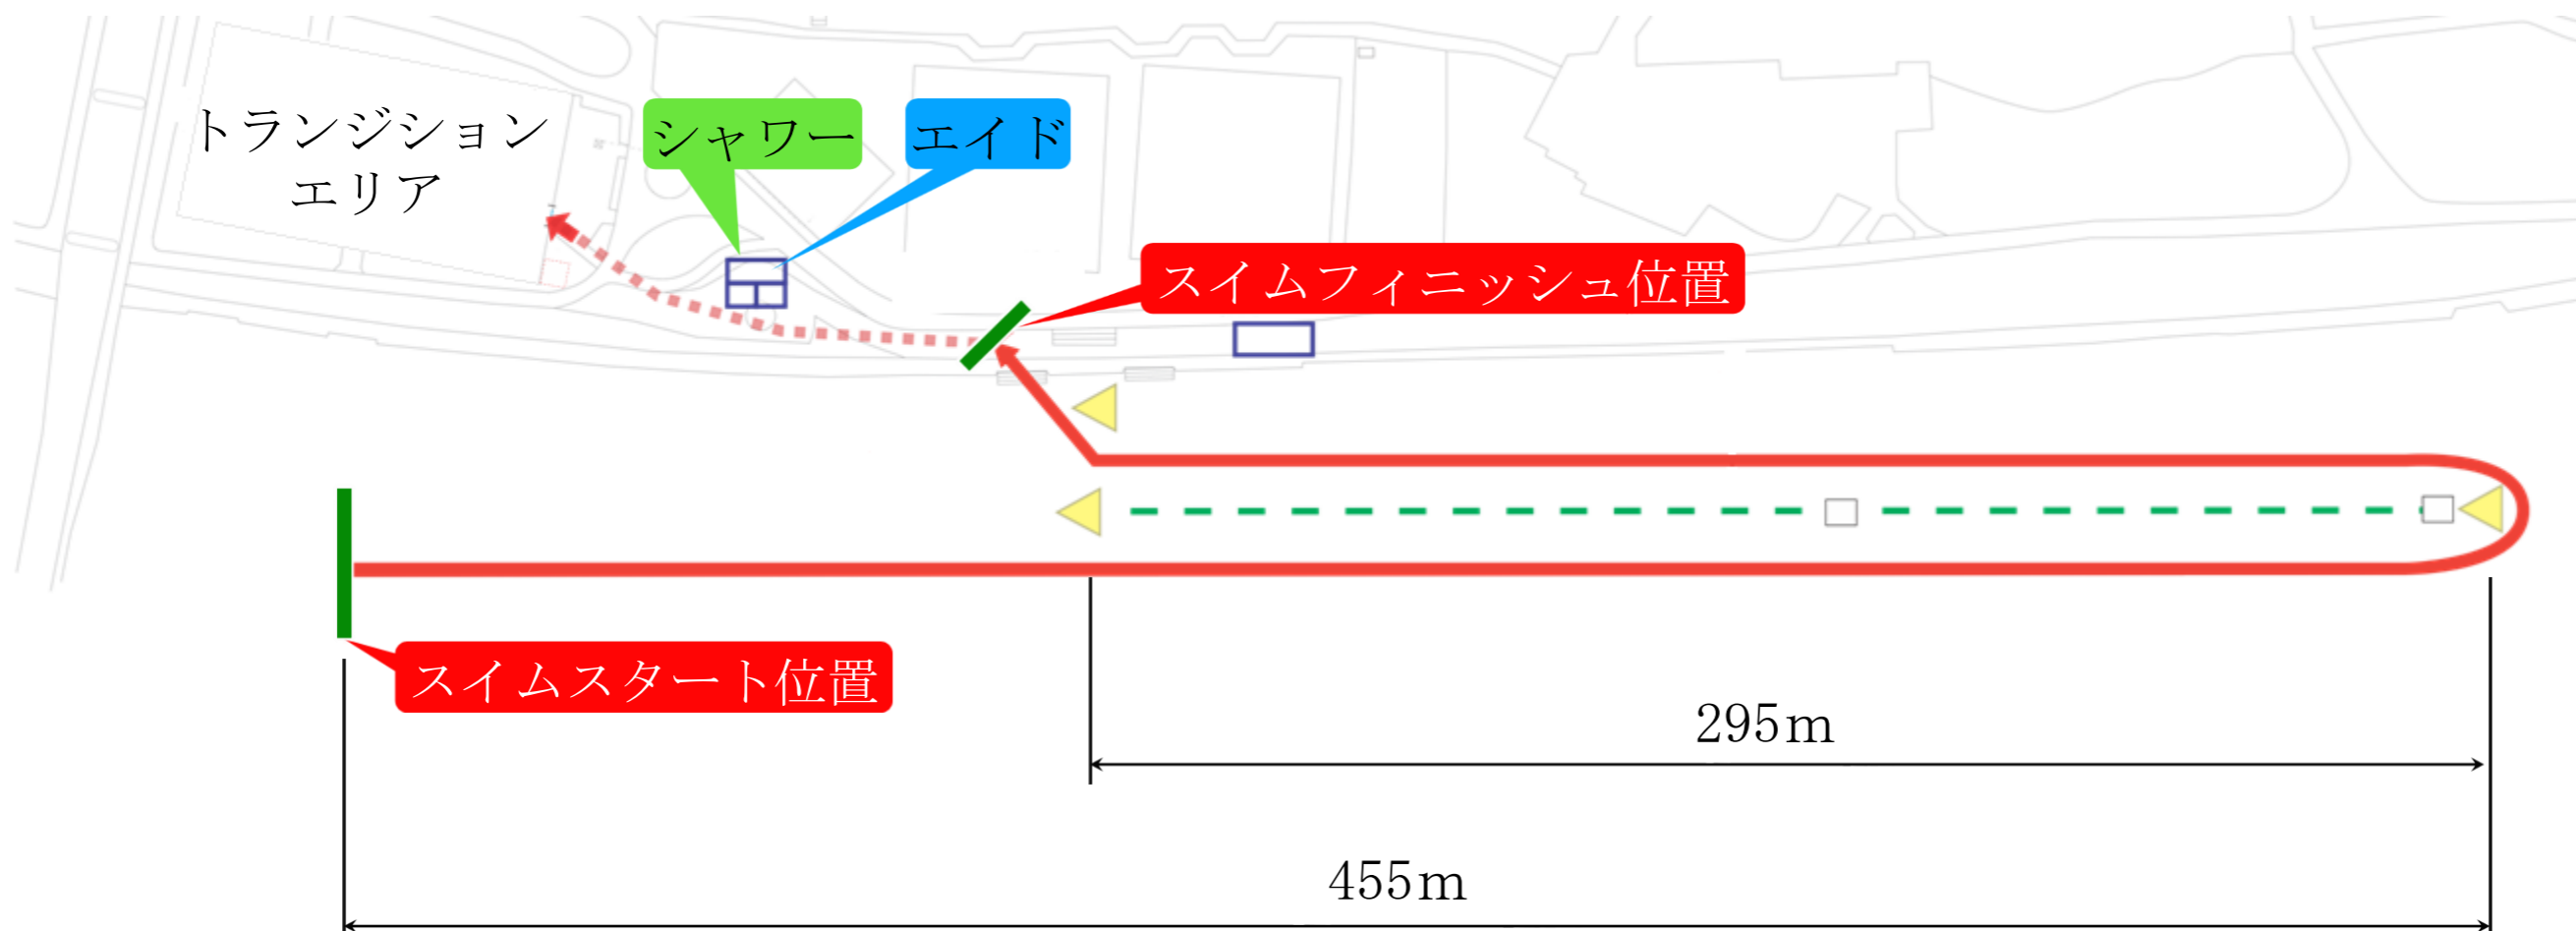 トランジション
エリア
シャワー
エイド
スイムフィニッシュ位置
スイムスタート位置
295m
455m